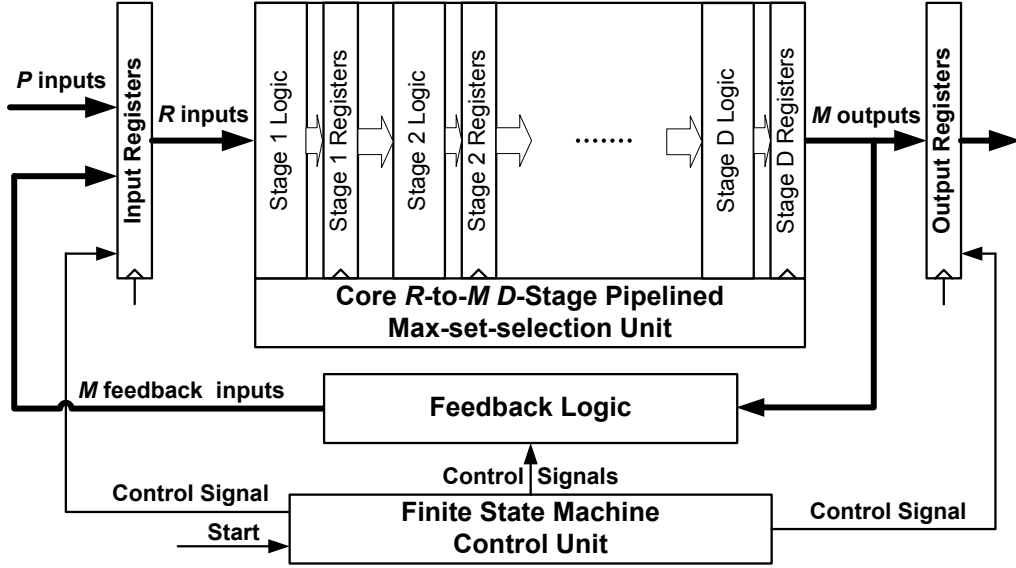 P inputs
Input Registers
R inputs
Stage 1 Logic
Stage 1 Registers
Stage 2 Logic
Stage 2 Registers
.......
Stage D Logic
Stage D Registers
M outputs
Output Registers
Core R-to-M D-Stage Pipelined
Max-set-selection Unit
M feedback inputs
Feedback Logic
Control Signals
Control Signal
Start
Finite State Machine
Control Unit
Control Signal